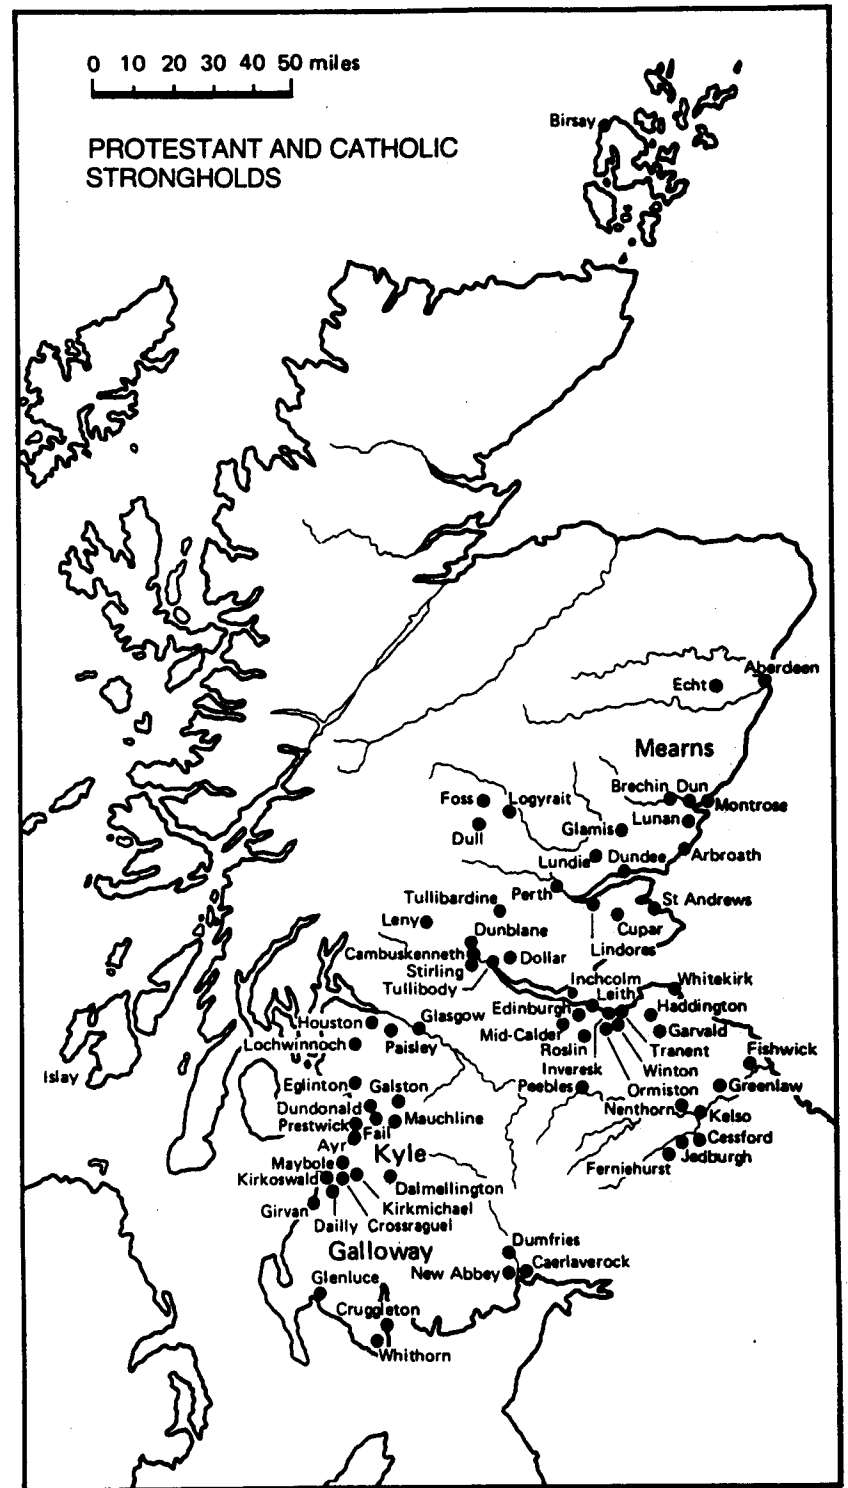 0 10 20 30 40 50 miles
PROTESTANT AND CATHOLIC
STRONGHOLDS
Birsay
Aberdeen
Echt
Mearns
Brechin Dun
Foss Logyrait
Montrose
Lunan
Glamis
Dull
Lundie Dundee Arbroath
Perth
Tullibardine
St Andrews
Leny
Cupar
Dunblane
Lindores
Cambuskenneth
Dollar
Stirling
Tullibody
Inchcolm
Whitekirk
Leith
Edinburgh
Haddington
Glasgow
Houston
Mid-Calder
Garvald
Paisley
Lochwinnoch
Roslin
Tranent
Fishwick
Inveresk
Winton
Islay
Eglinton Galston
Peebles
Ormiston
Greenlaw
Dundonald
Nenthorn
Kelso
Mauchline
Prestwick
Fail
Ayr
Cessford
Kyle
Jedburgh
Maybole
Ferniehurst
Kirkoswald
Dalmellington
Kirkmichael
Girvan
Dailly Crossraguel
Dumfries
Galloway
Caerlaverock
New Abbey
Glenluce
Cruggleton
Whithorn